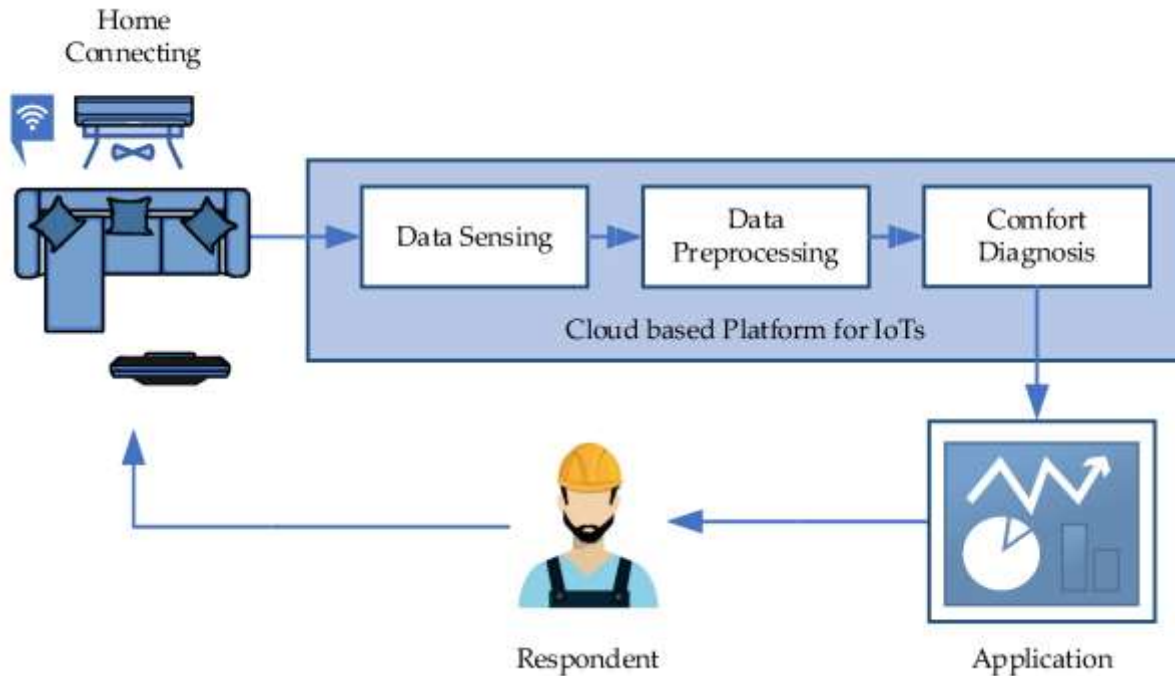 Home
Connecting
Data Sensing
Data
Preprocessing
Comfort
Diagnosis
Cloud based Platform for IoTs
Respondent
Application